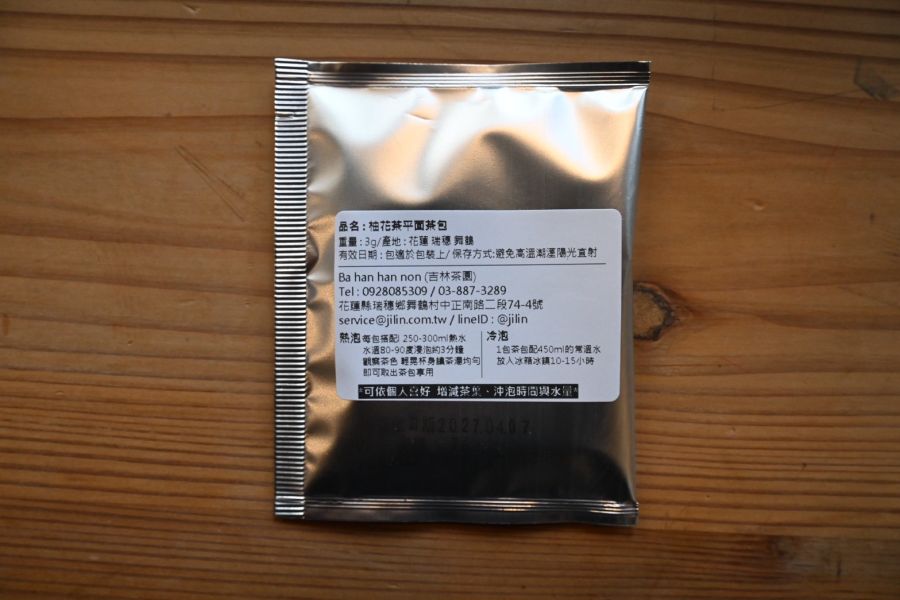 品名 : 柚花茶平面茶包
重量 : 3g/產地 : 花蓮 瑞穗 舞鶴
有效日期 : 包適於包裝上/ 保存方式:避免高溫潮溼陽光直射
Ba han han non (吉林茶園)
Tel : 0928085309 / 03-887-3289
花蓮縣瑞穗鄉舞鶴村中正南路二段74-4號
service@jilin.com.tw / lineID : @jilin
熱泡 每包搭配l 250-300ml熱水
水溫80-90度浸泡約3分鐘
觀察茶色 輕晃杯身讓茶湯均勻
即可取出茶包享用
冷泡
1包茶包配450ml的常溫水
放入冰箱冰鎮10-15小時
*可依個人喜好 增減茶葉、沖泡時間與水量*
2027.04.07